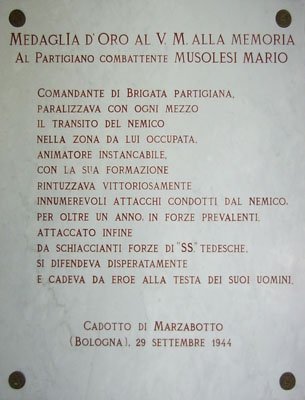 MEDAGLIA D'ORO AL V. M. ALLA MEMORIA
AL PARTIGIANO COMBATTENTE MUSOLESI MARIO
COMANDANTE DI BRIGATA PARTIGIANA,
PARALIZZAVA CON OGNI MEZZO
IL TRANSITO DEL NEMICO
NELLA ZONA DA LUI OCCUPATA,
ANIMATORE INSTANCABILE,
CON LA SUA FORMAZIONE
RINTUZZAVA VITTORIOSAMENTE
INNUMEREVOLI ATTACCHI CONDOTTI DAL NEMICO,
PER OLTRE UN ANNO, IN FORZE PREVALENTI.
ATTACCATO INFINE
DA SCHIACCIANTI FORZE DI "SS." TEDESCHE,
SI DIFENDEVA DISPERATAMENTE
E CADEVA DA EROE ALLA TESTA DEI SUOI UOMINI.
CADOTTO DI MARZABOTTO
(BOLOGNA), 29 SETTEMBRE 1944